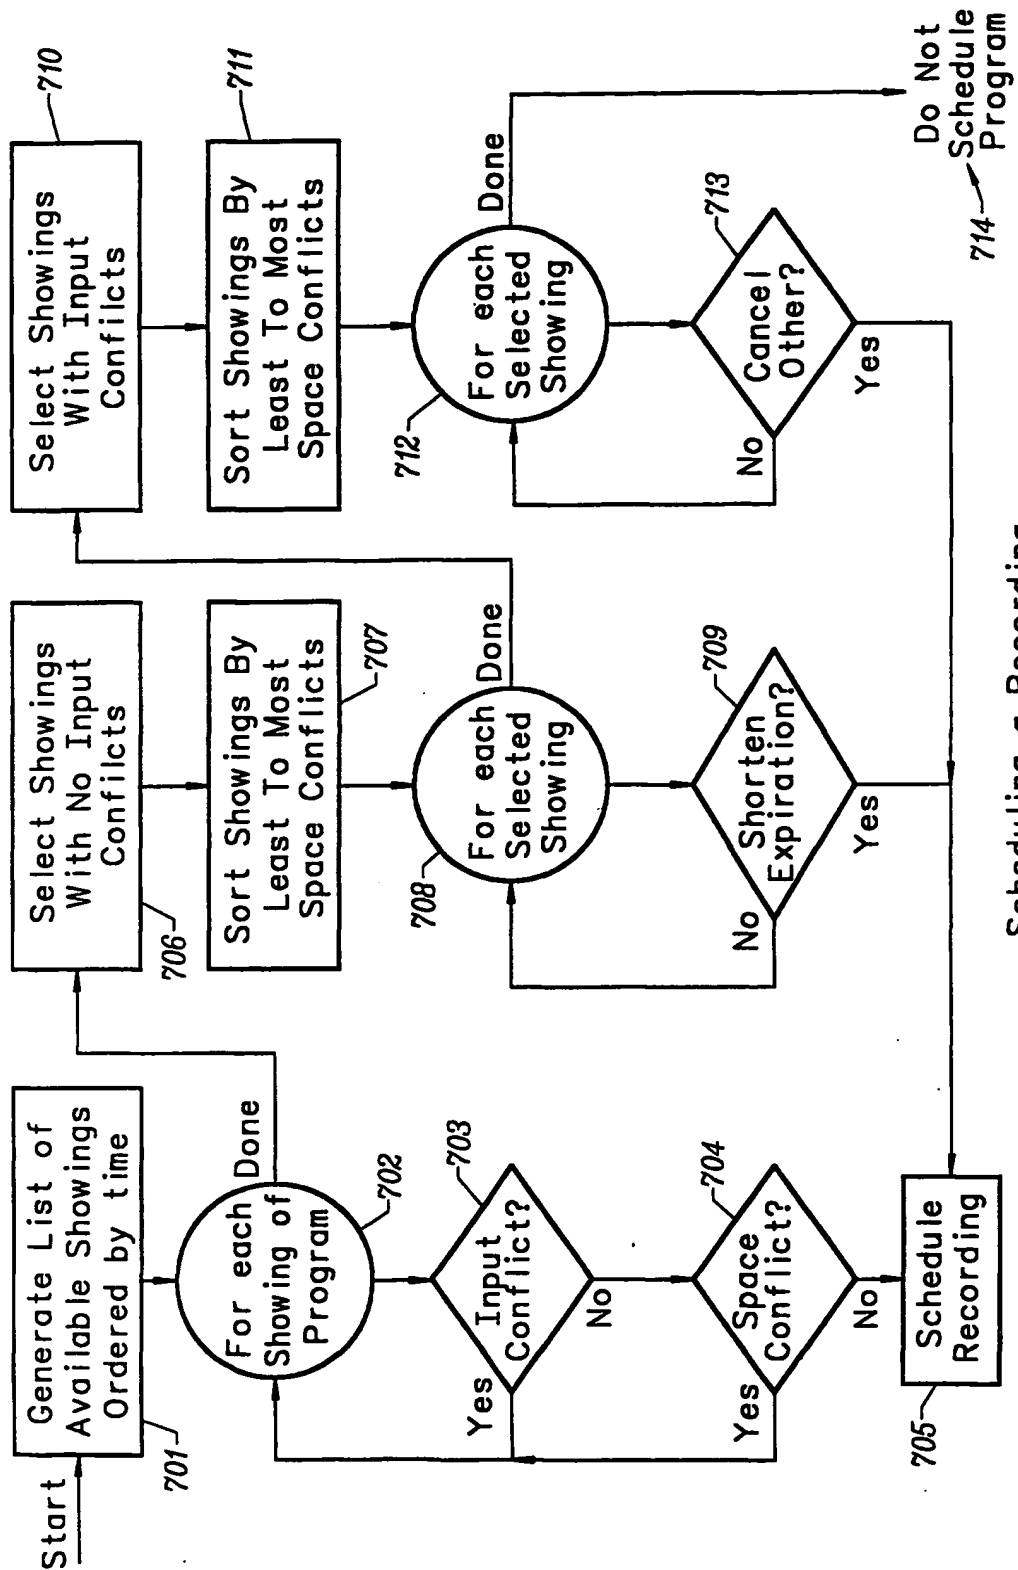 Start
Generate List of
Available Showings
Ordered by time
701
For each
Showing of
Program
Done
702
Input
Conflict?
703
Yes
No
Space
Conflict?
704
Yes
No
Schedule
Recording
705
Select Showings
With No Input
Confilcts
706
Sort Showings By
Least To Most
Space Conflicts
707
For each
Selected
Showing
Done
708
Shorten
Expiration?
709
No
Yes
Select Showings
With Input
Confilcts
710
Sort Showings By
Least To Most
Space Conflicts
711
For each
Selected
Showing
Done
712
Cancel
Other?
713
No
Yes
Do Not
Schedule
Program
714
Scheduling a Recording